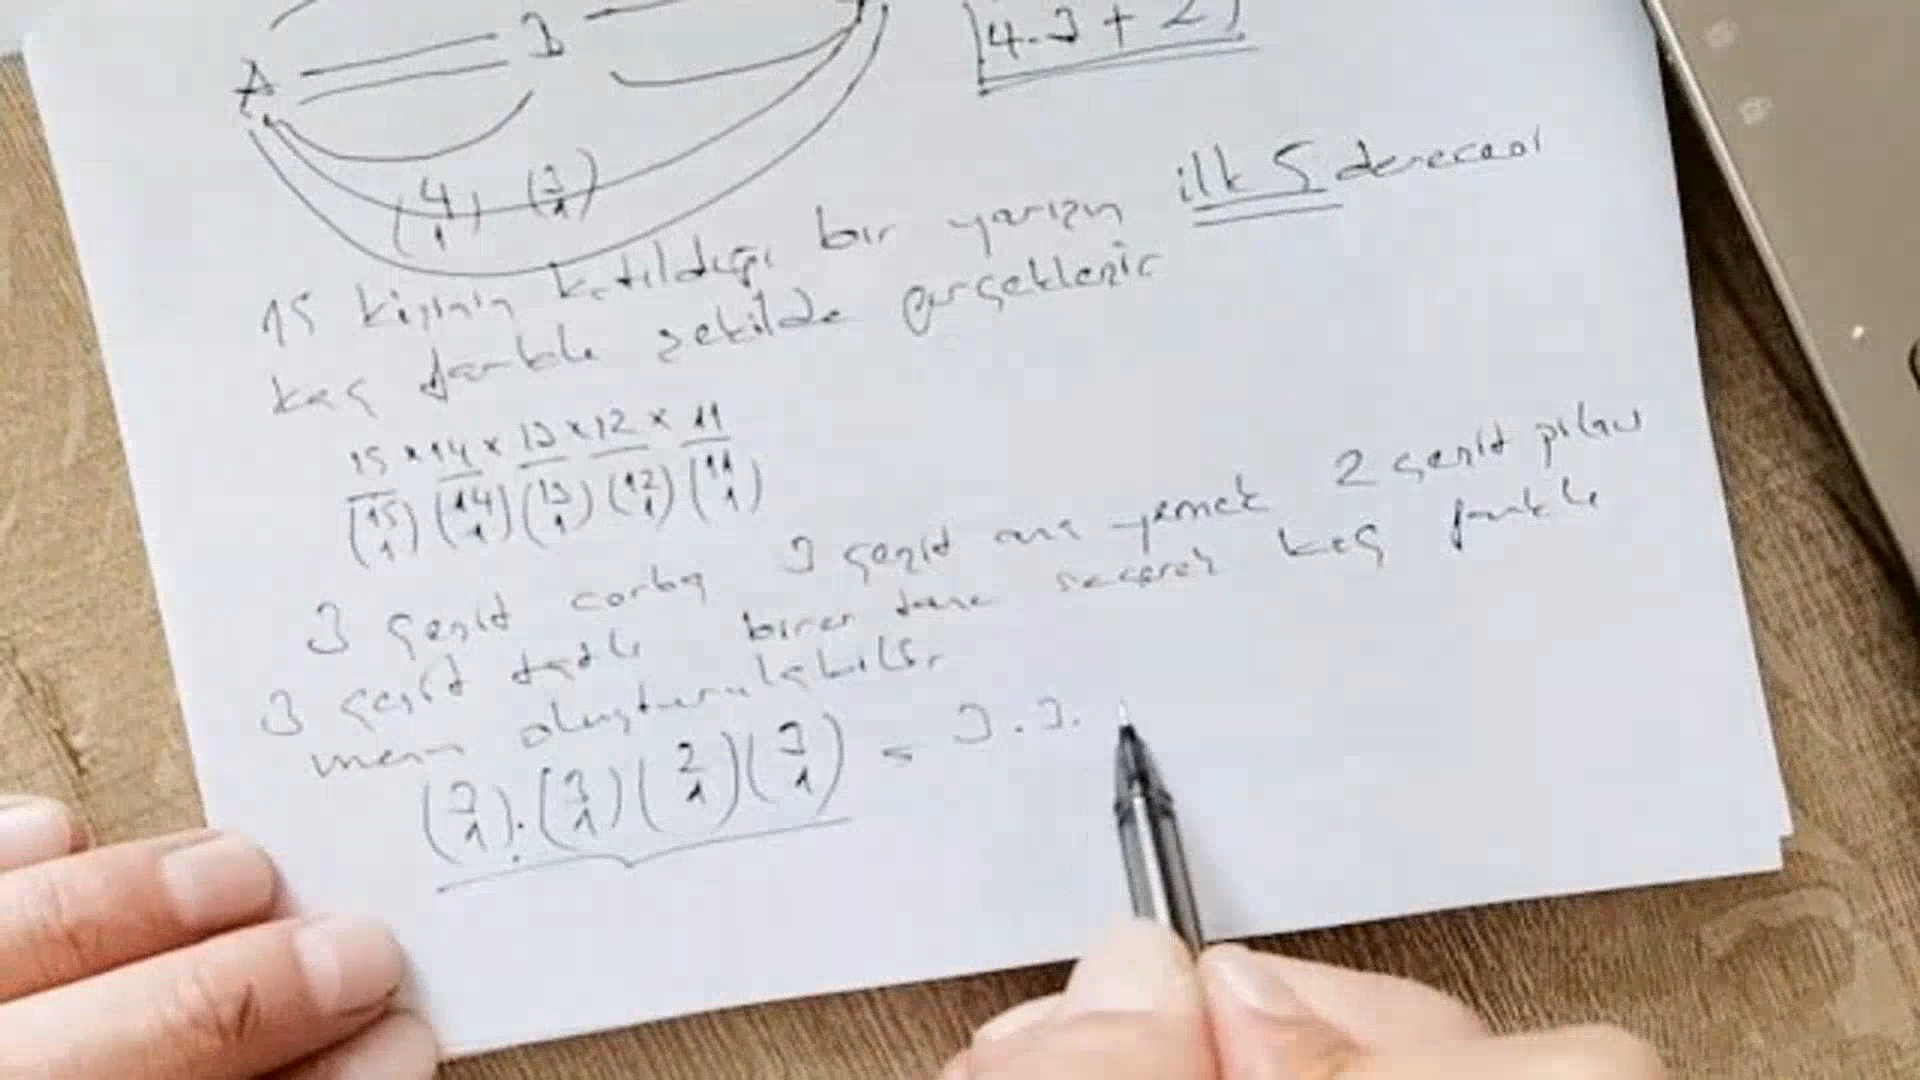 A B
4.3+2
(4 1) (3 1)
15 kişinin katıldığı bir yarışın ilk 5 derecesi
kaç farklı şekilde gerçekleşir
15 x 14 x 13 x 12 x 11
(15 1) (14 1) (13 1) (12 1) (11 1)
3 çeşit çorba 3 çeşit ana yemek 2 çeşit pilav
3 çeşit tatlı birer tane seçerek kaç farklı
menü oluşturulabilir
(3 1).(3 1)(2 1)(3 1) = 3.3.